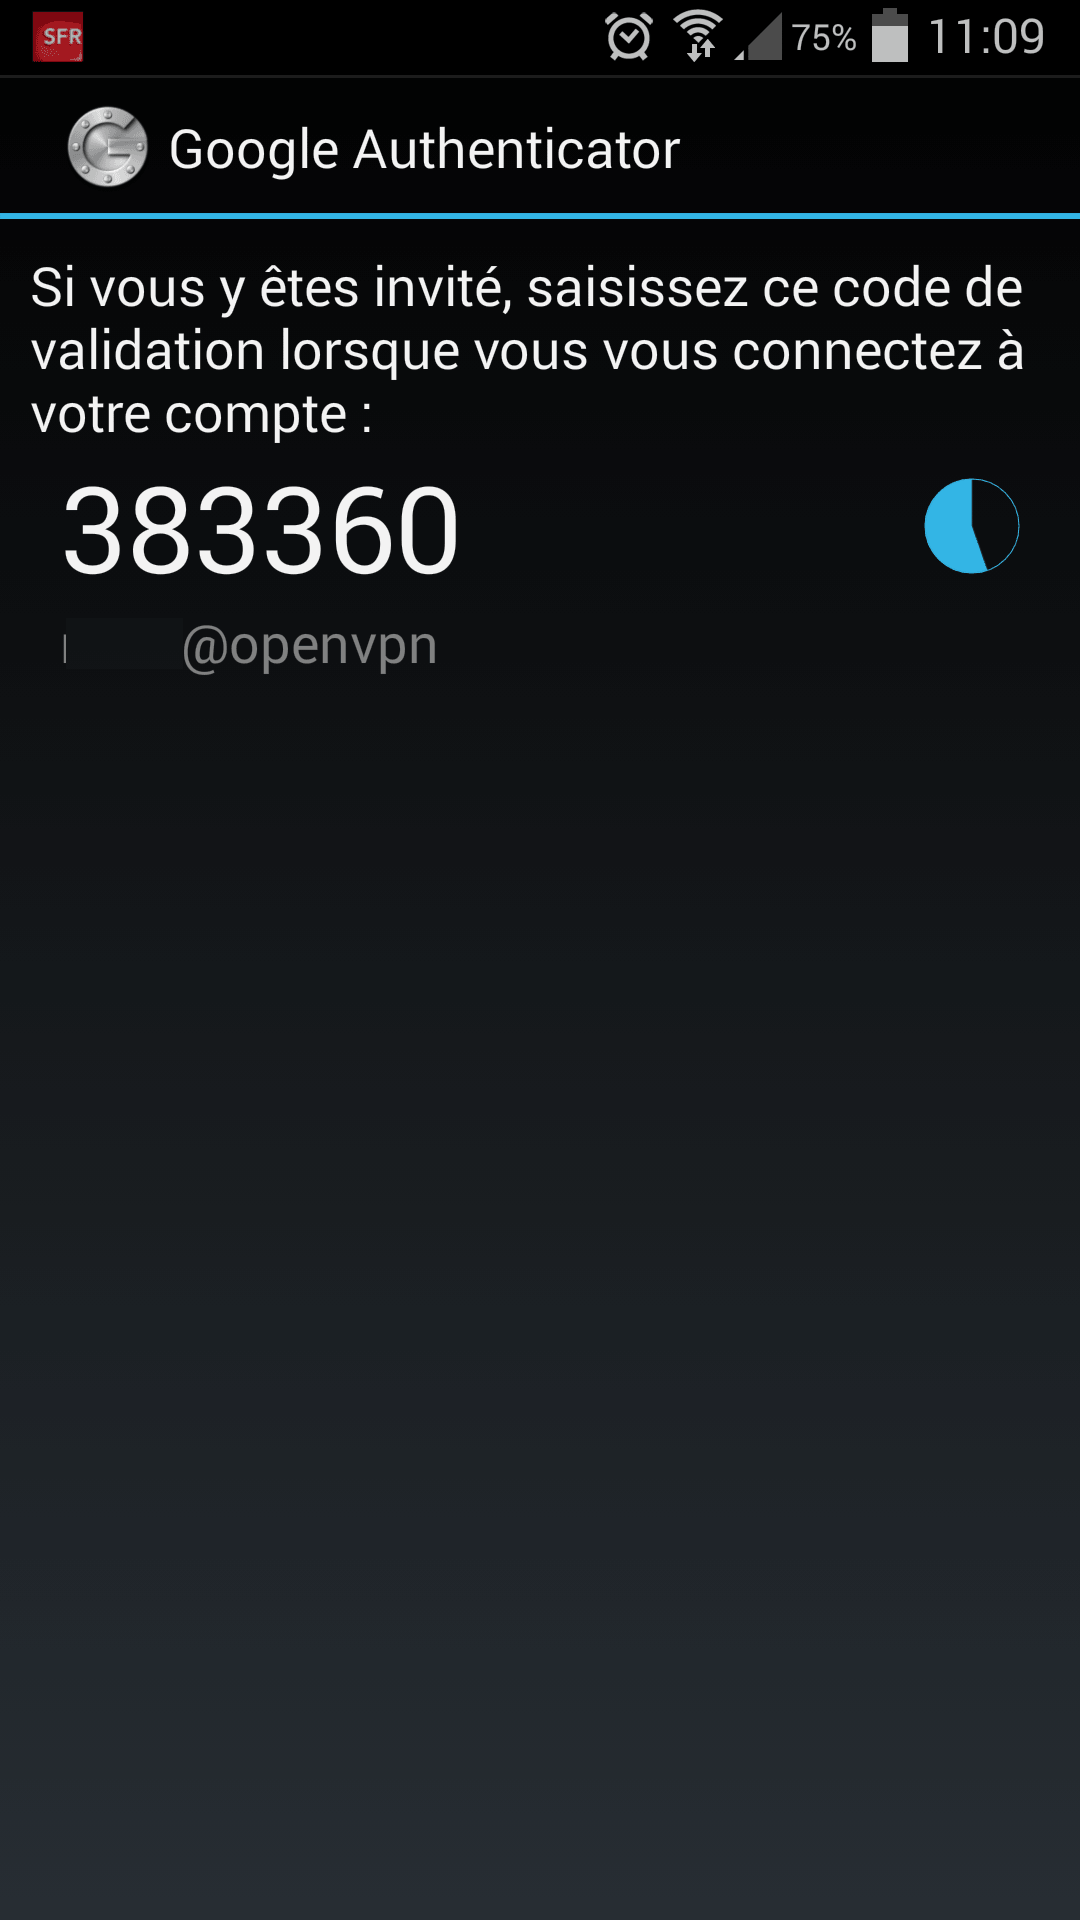 SFR 75% 11:09
Google Authenticator
Si vous y êtes invité, saisissez ce code de
validation lorsque vous vous connectez à
votre compte :
383360
@openvpn